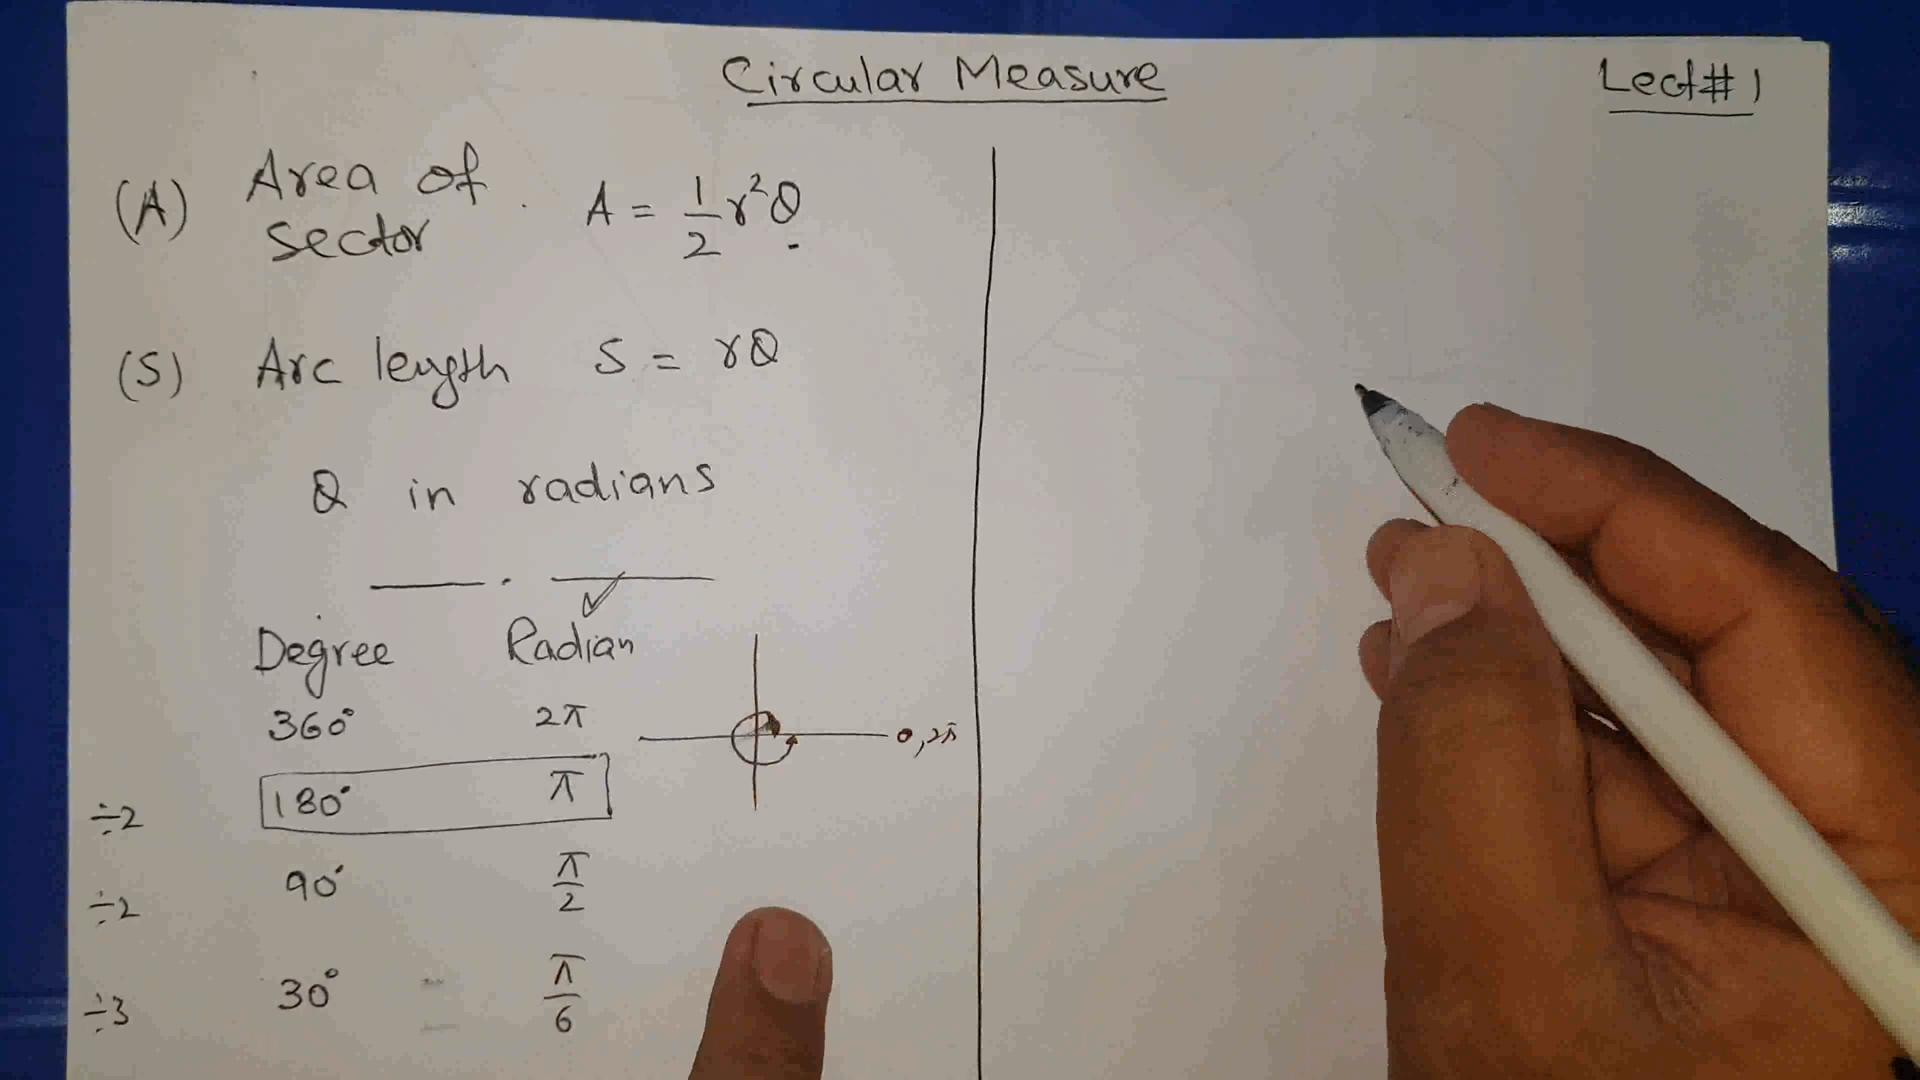 Circular Measure
Lect# 1
(A) Area of sector A = 1/2 r²θ
(S) Arc length S = rθ
θ in radians
Degree Radian
360° 2π
0, 2π
÷2 180° π
÷2 90° π/2
÷3 30° = π/6